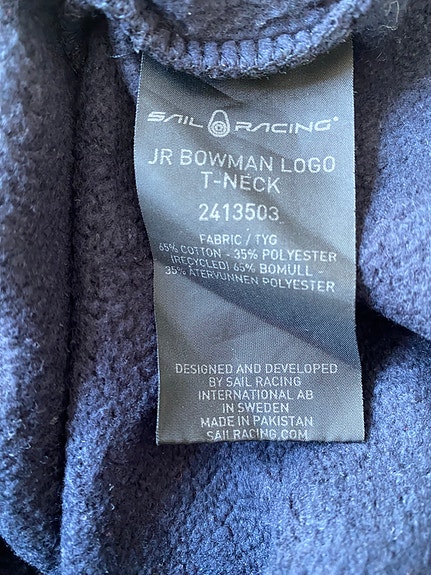 SAIL RACING®
JR BOWMAN LOGO
T-NECK
2413503
FABRIC / TYG
65% COTTON - 35% POLYESTER
(RECYCLED) 65% BOMULL -
35% ÅTERVUNNEN POLYESTER
DESIGNED AND DEVELOPED
BY SAIL RACING
INTERNATIONAL AB
IN SWEDEN
MADE IN PAKISTAN
SAILRACING.COM